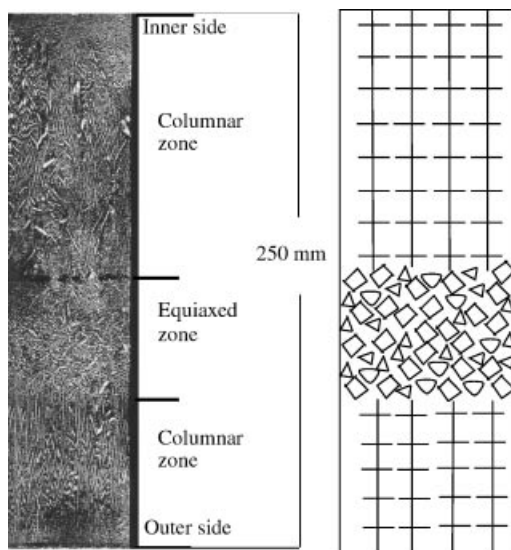 Inner side
Columnar
zone
250 mm
Equiaxed
zone
Columnar
zone
Outer side